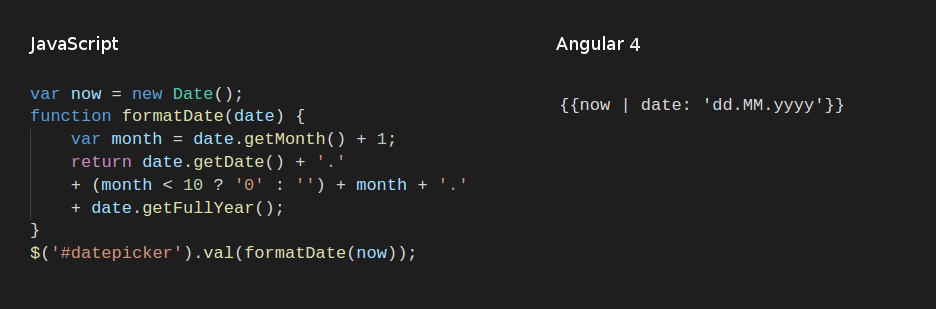 JavaScript
Angular 4
var now = new Date();
function formatDate(date) {
    var month = date.getMonth() + 1;
    return date.getDate() + '.'
    + (month < 10 ? '0' : '') + month + '.'
    + date.getFullYear();
}
$('#datepicker').val(formatDate(now));
{{now | date: 'dd.MM.yyyy'}}